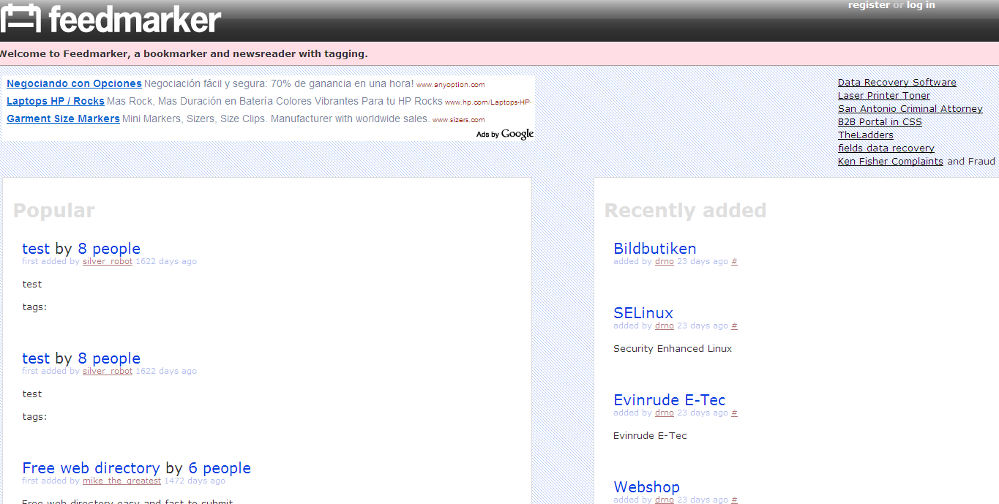 feedmarker
register or log in
Welcome to Feedmarker, a bookmarker and newsreader with tagging.
Negociando con Opciones Negociación fácil y segura: 70% de ganancia en una hora! www.anyoption.com
Laptops HP / Rocks Mas Rock, Mas Duración en Batería Colores Vibrantes Para tu HP Rocks www.hp.com/Laptops-HP-
Garment Size Markers Mini Markers, Sizers, Size Clips. Manufacturer with worldwide sales. www.sizers.com
Ads by Google
Data Recovery Software
Laser Printer Toner
San Antonio Criminal Attorney
B2B Portal in CSS
TheLadders
fields data recovery
Ken Fisher Complaints and Fraud
Popular
test by 8 people
first added by silver_robot 1622 days ago
test
tags:
test by 8 people
first added by silver_robot 1622 days ago
test
tags:
Free web directory by 6 people
first added by mike_the_greatest 1472 days ago
Free web directory easy and fast to submit
Recently added
Bildbutiken
added by drno 23 days ago #
SELinux
added by drno 23 days ago #
Security Enhanced Linux
Evinrude E-Tec
added by drno 23 days ago #
Evinrude E-Tec
Webshop
added by drno 23 days ago #